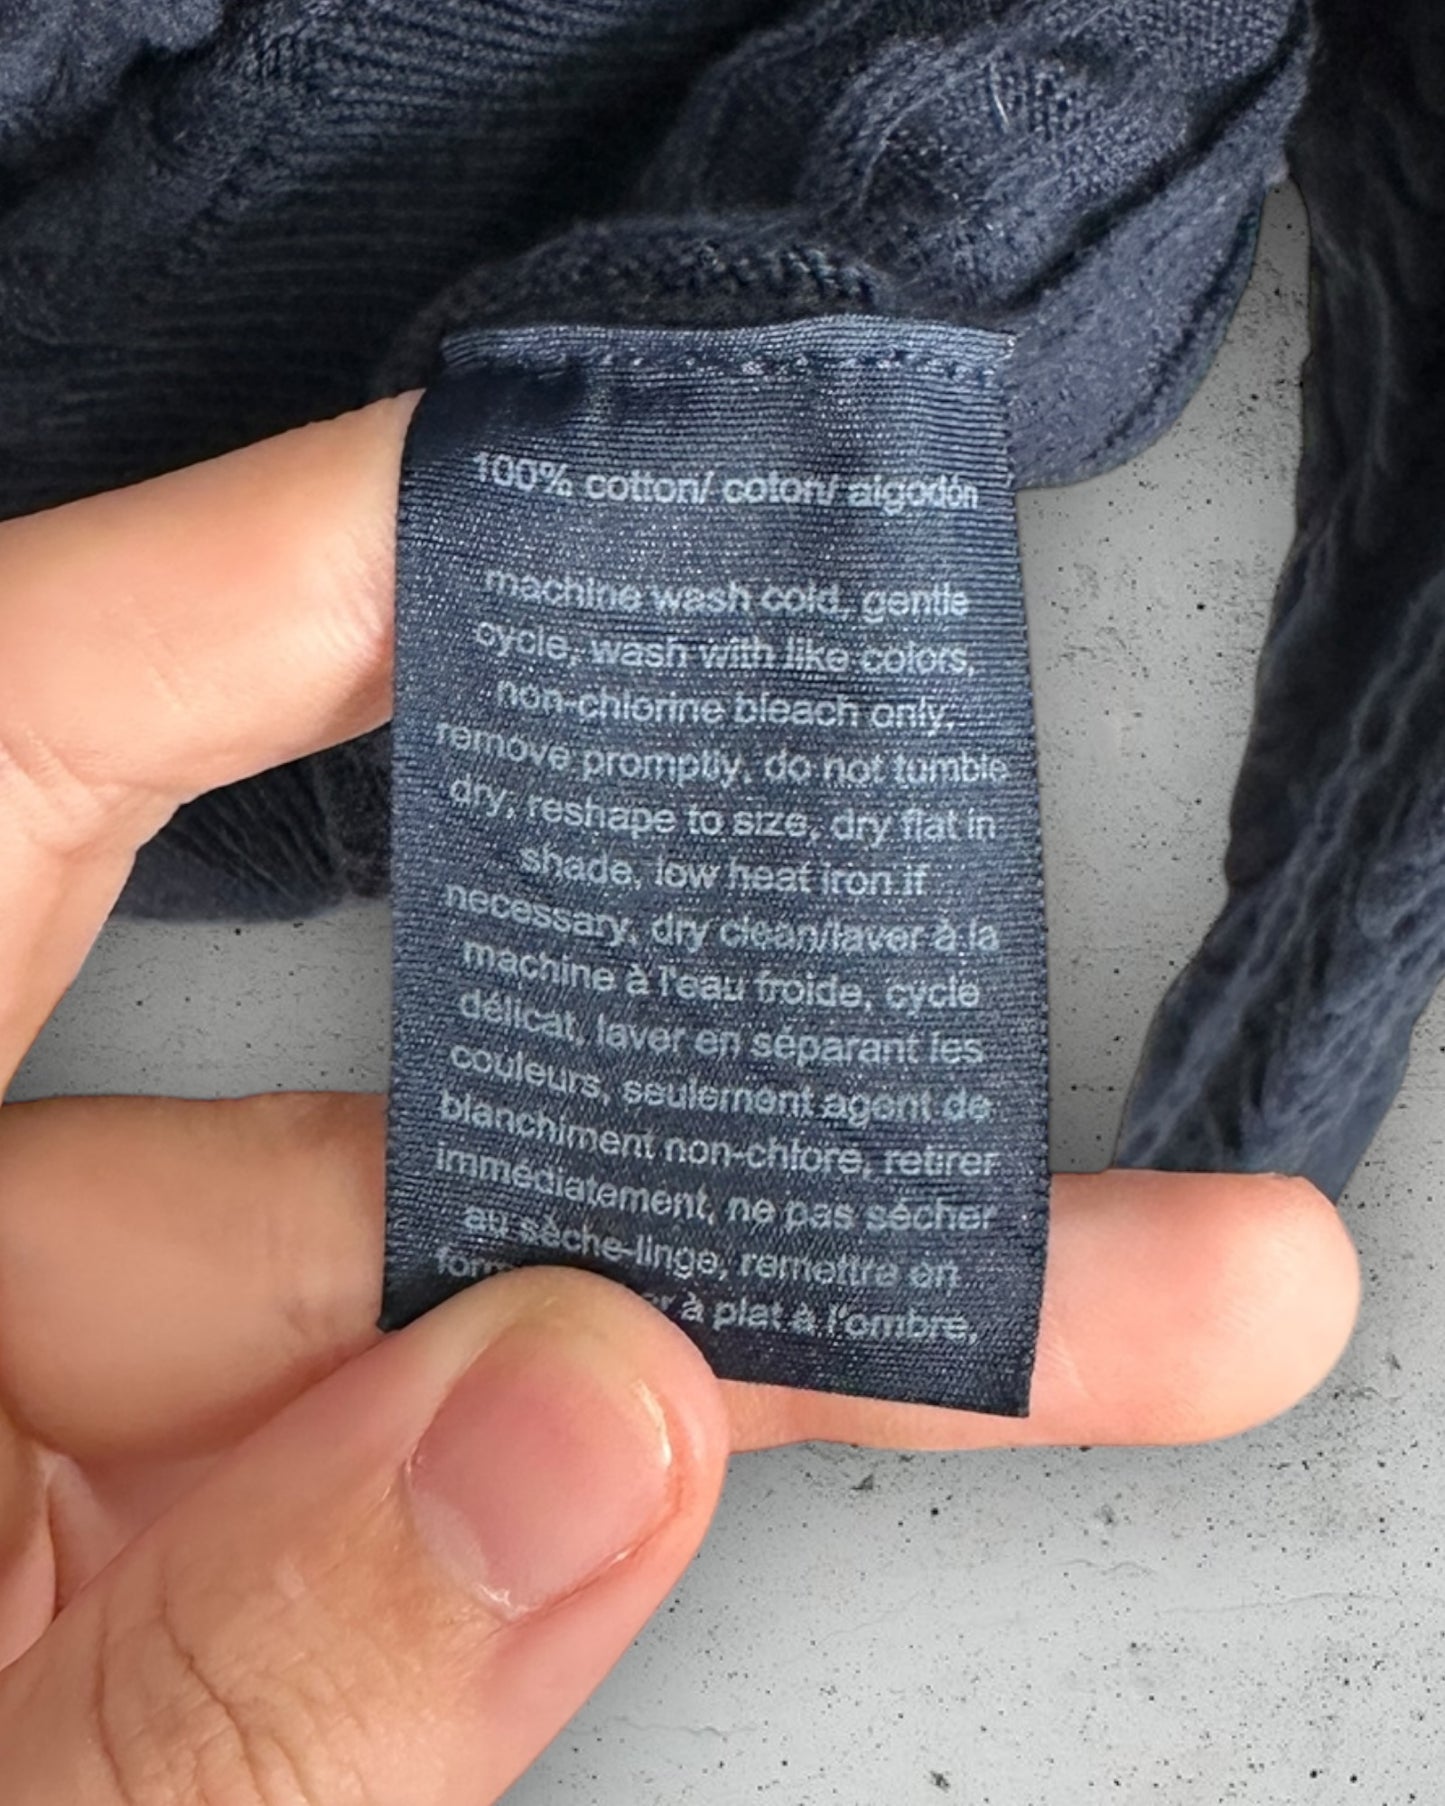 100% cotton/ coton/ algodón
machine wash cold, gentle
cycle, wash with like colors,
non-chlorine bleach only,
remove promptly, do not tumble
dry, reshape to size, dry flat in
shade, low heat iron if
necessary, dry clean/laver à la
machine à l'eau froide, cycle
délicat, laver en séparant les
couleurs, seulement agent de
blanchiment non-chlore, retirer
immédiatement, ne pas sécher
au sèche-linge, remettre en
à plat à l'ombre,